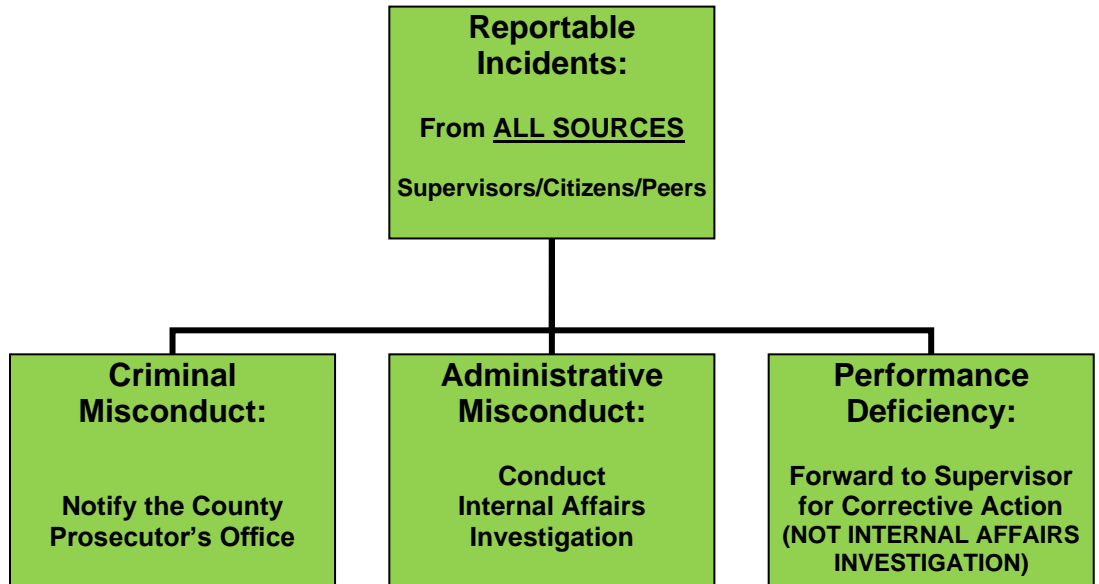 Reportable
Incidents:
From ALL SOURCES
Supervisors/Citizens/Peers
Criminal
Misconduct:
Notify the County
Prosecutor’s Office
Administrative
Misconduct:
Conduct
Internal Affairs
Investigation
Performance
Deficiency:
Forward to Supervisor
for Corrective Action
(NOT INTERNAL AFFAIRS
INVESTIGATION)